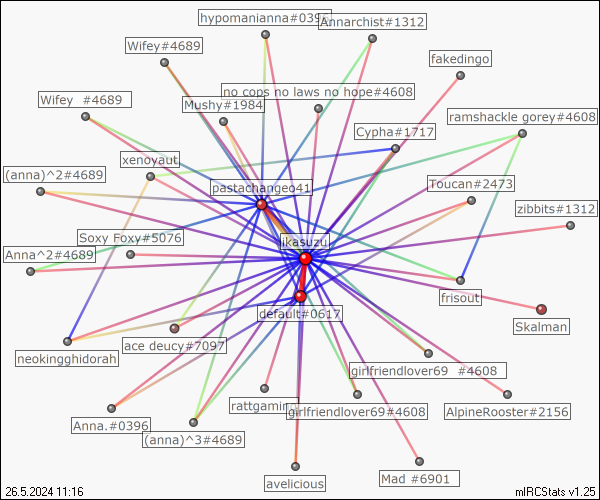 hypomanianna#039
Annarchist#1312
Wifey#4689
fakedingo
no cops no laws no hope#4608
Wifey  #4689
Mushy#1984
ramshackle gorey#4608
Cypha#1717
xenoyaut
(anna)^2#4689
pastachangeo41
Toucan#2473
zibbits#1312
Soxy Foxy#5076
likasuzu
Anna^2#4689
frisout
default#0617
Skalman
ace deucy#7097
neokingghidorah
girlfriendlover69  #4608
rattgaming
girlfriendlover69#4608
AlpineRooster#2156
Anna.#0396
(anna)^3#4689
avelicious
Mad #6901
26.5.2024 11:16
mIRCStats v1.25